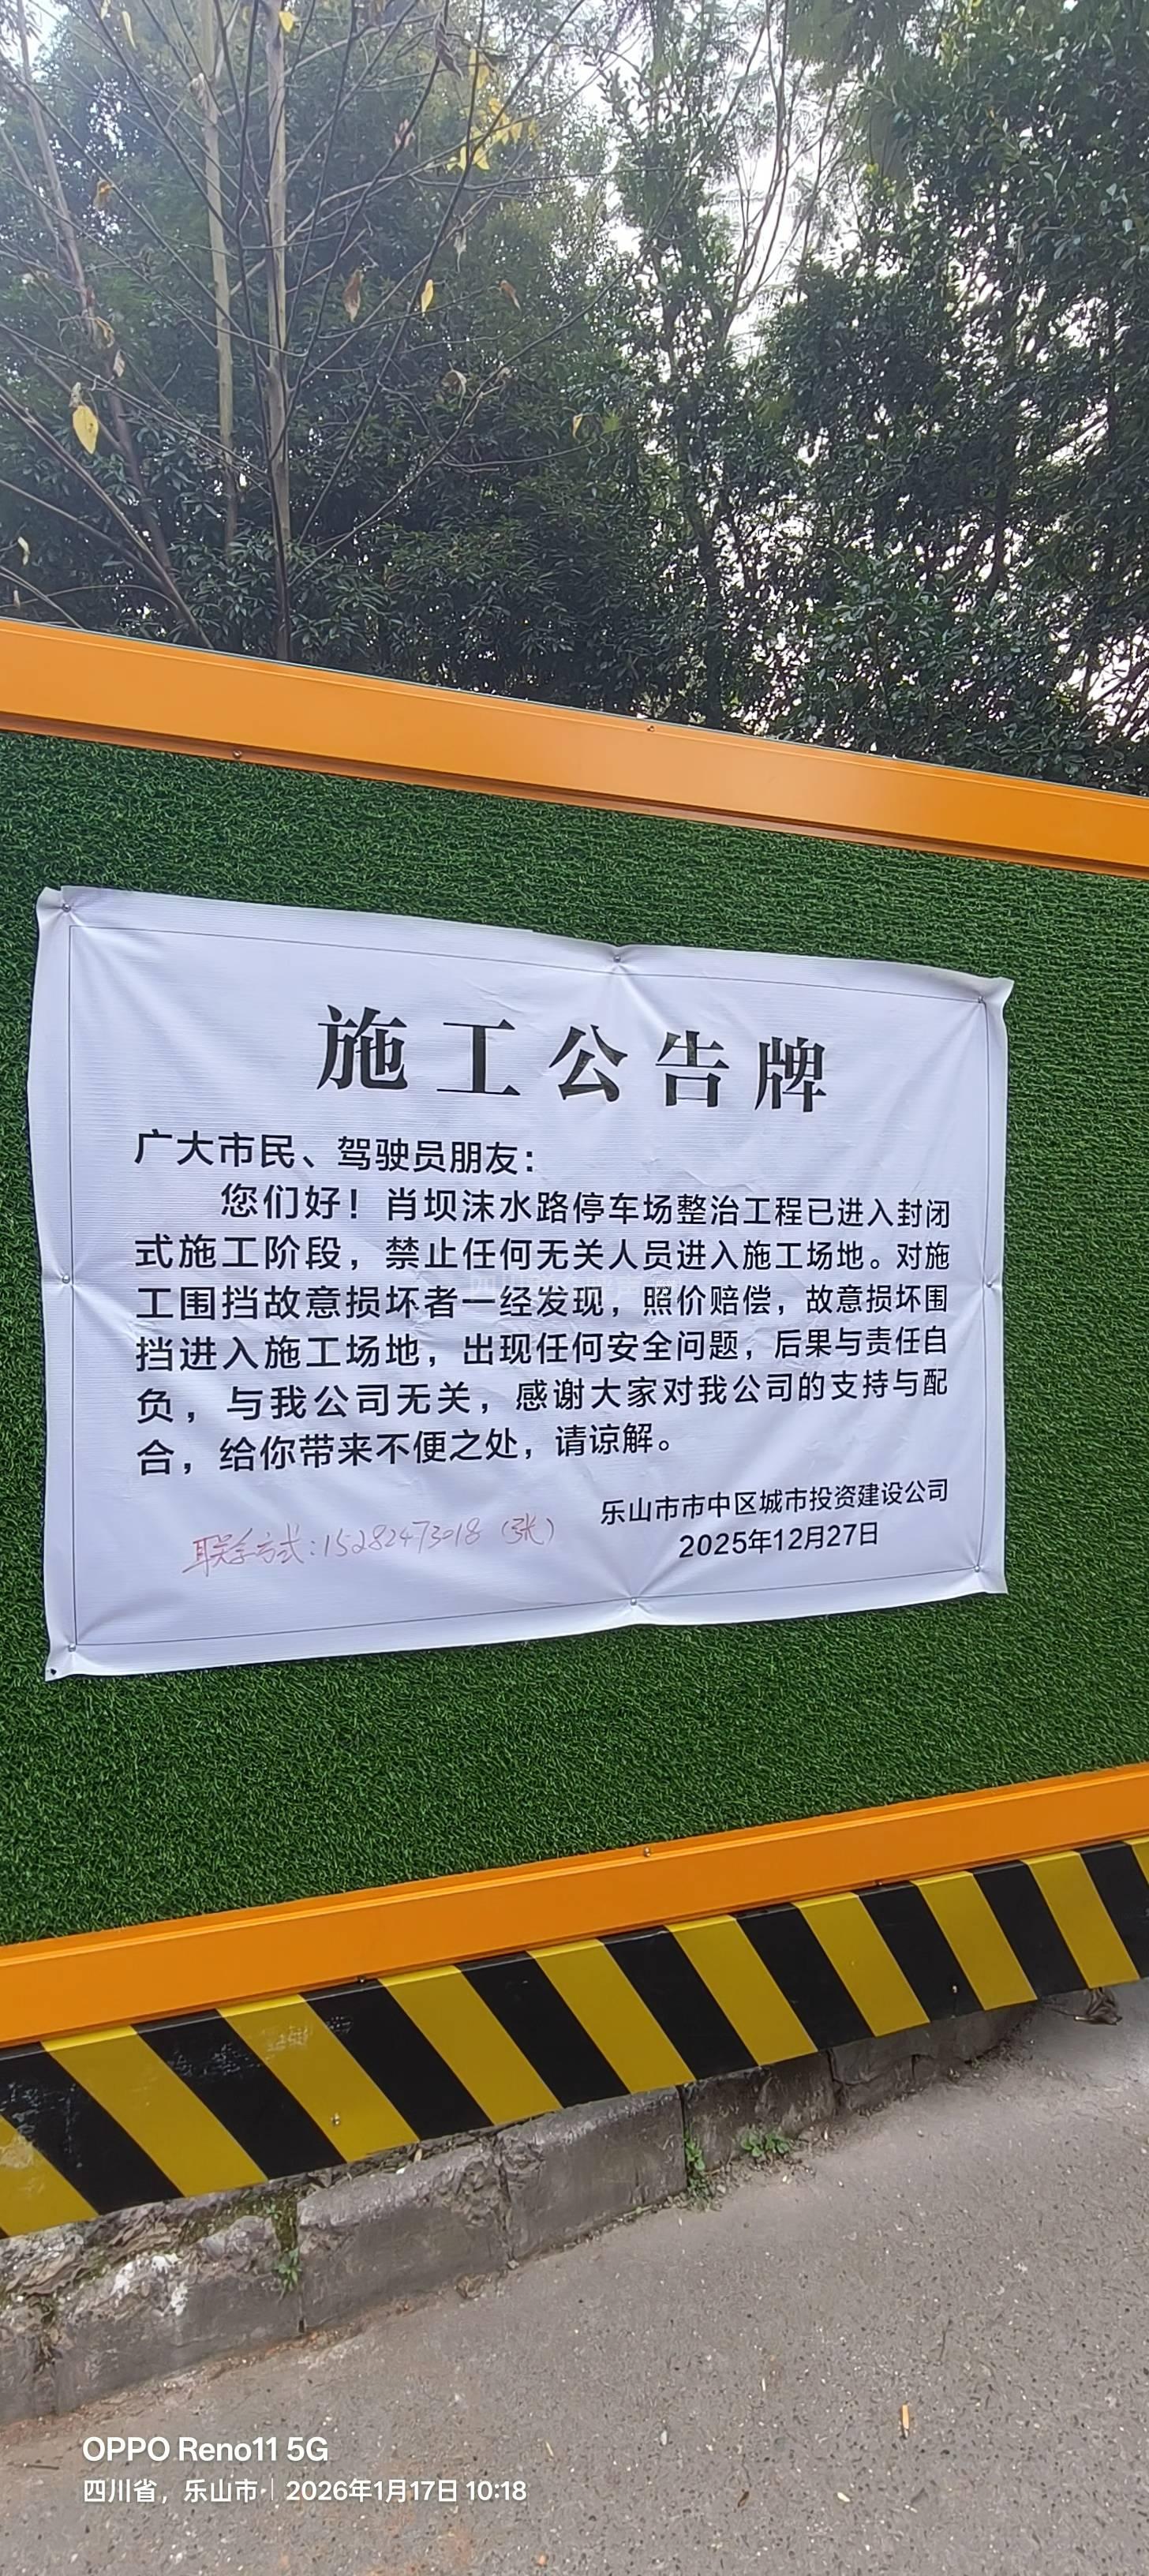 施工公告牌
广大市民、驾驶员朋友：
您们好！肖坝沫水路停车场整治工程已进入封闭
式施工阶段，禁止任何无关人员进入施工场地。对施
工围挡故意损坏者一经发现，照价赔偿，故意损坏围
挡进入施工场地，出现任何安全问题，后果与责任自
负，与我公司无关，感谢大家对我公司的支持与配
合，给你带来不便之处，请谅解。
乐山市市中区城市投资建设公司
2025年12月27日
联系方式：15282473018（张）
OPPO Reno11 5G
四川省，乐山市 | 2026年1月17日 10:18